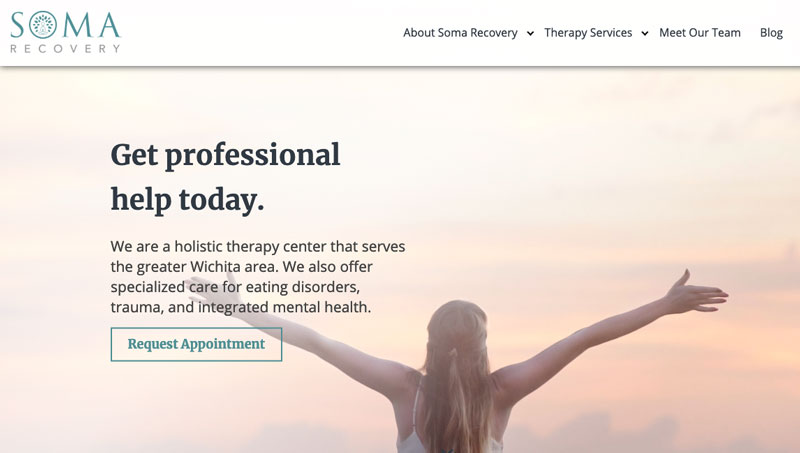 SOMA
RECOVERY
About Soma Recovery
Therapy Services
Meet Our Team
Blog
Get professional
help today.
We are a holistic therapy center that serves
the greater Wichita area. We also offer
specialized care for eating disorders,
trauma, and integrated mental health.
Request Appointment